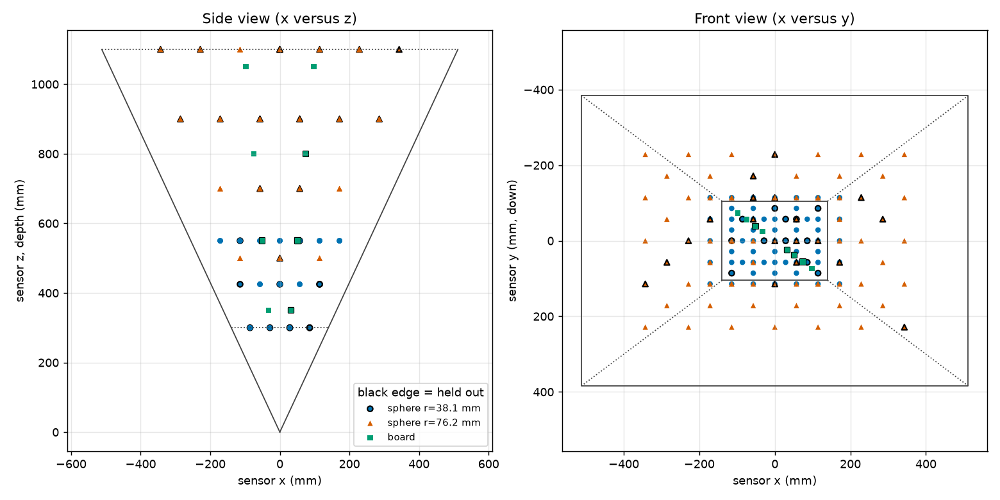 Side view (x versus z)
sensor z, depth (mm)
1000
800
600
400
200
0
−600
−400
−200
0
200
400
600
sensor x (mm)
black edge = held out
sphere r=38.1 mm
sphere r=76.2 mm
board
Front view (x versus y)
sensor y (mm, down)
−400
−200
0
200
400
−400
−200
0
200
400
sensor x (mm)